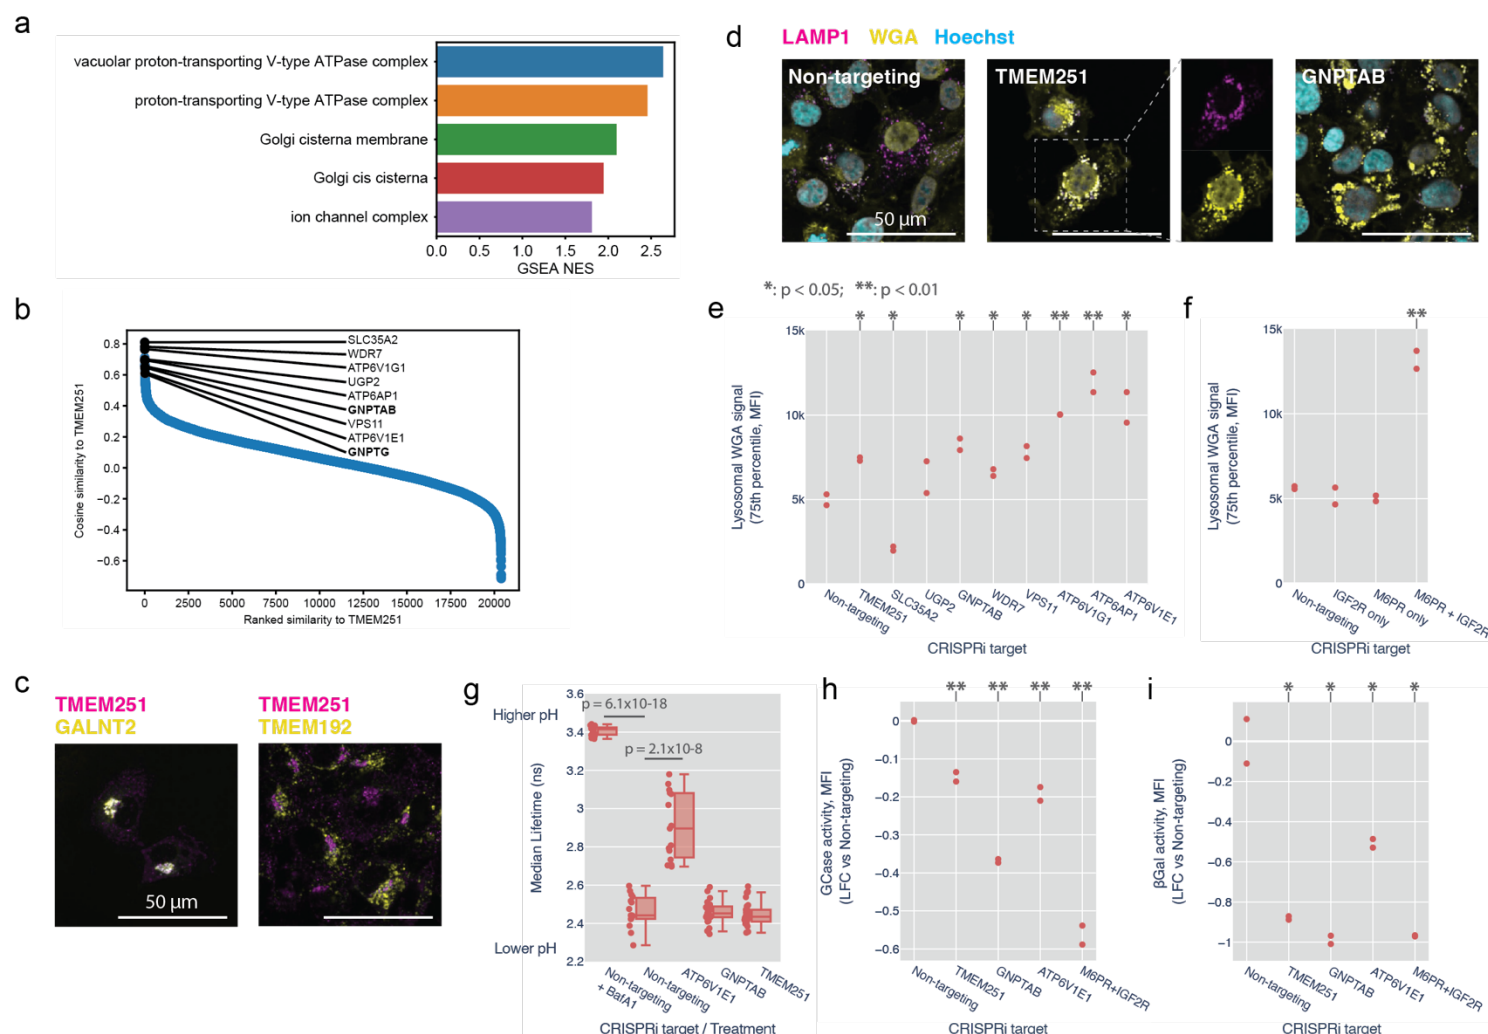 a
vacuolar proton-transporting V-type ATPase complex
proton-transporting V-type ATPase complex
Golgi cisterna membrane
Golgi cis cisterna
ion channel complex
0.0 0.5 1.0 1.5 2.0 2.5
GSEA NES
b
Cosine similarity to TMEM251
0.8
0.6
0.4
0.2
0.0
−0.2
−0.4
−0.6
SLC35A2
WDR7
ATP6V1G1
UGP2
ATP6AP1
GNPTAB
VPS11
ATP6V1E1
GNPTG
0 2500 5000 7500 10000 12500 15000 17500 20000
Ranked similarity to TMEM251
c
TMEM251
GALNT2
50 µm
TMEM251
TMEM192
d
LAMP1 WGA Hoechst
Non-targeting
50 µm
TMEM251
GNPTAB
*: p < 0.05; **: p < 0.01
e
* * * * * ** ** *
Lysosomal WGA signal
(75th percentile, MFI)
15k
10k
5k
0
Non-targeting
TMEM251
SLC35A2
UGP2
GNPTAB
WDR7
VPS11
ATP6V1G1
ATP6AP1
ATP6V1E1
CRISPRi target
f
**
Lysosomal WGA signal
(75th percentile, MFI)
15k
10k
5k
0
Non-targeting
IGF2R only
M6PR only
M6PR + IGF2R
CRISPRi target
g
Higher pH
Lower pH
Median Lifetime (ns)
3.6
3.4
3.2
3
2.8
2.6
2.4
2.2
p = 6.1x10-18
p = 2.1x10-8
Non-targeting
+ BafA1
Non-targeting
ATP6V1E1
GNPTAB
TMEM251
CRISPRi target / Treatment
h
** ** ** **
GCase activity, MFI
(LFC vs Non-targeting)
0
−0.1
−0.2
−0.3
−0.4
−0.5
−0.6
Non-targeting
TMEM251
GNPTAB
ATP6V1E1
M6PR+IGF2R
CRISPRi target
i
* * * *
βGal activity, MFI
(LFC vs Non-targeting)
0
−0.2
−0.4
−0.6
−0.8
−1
Non-targeting
TMEM251
GNPTAB
ATP6V1E1
M6PR+IGF2R
CRISPRi target